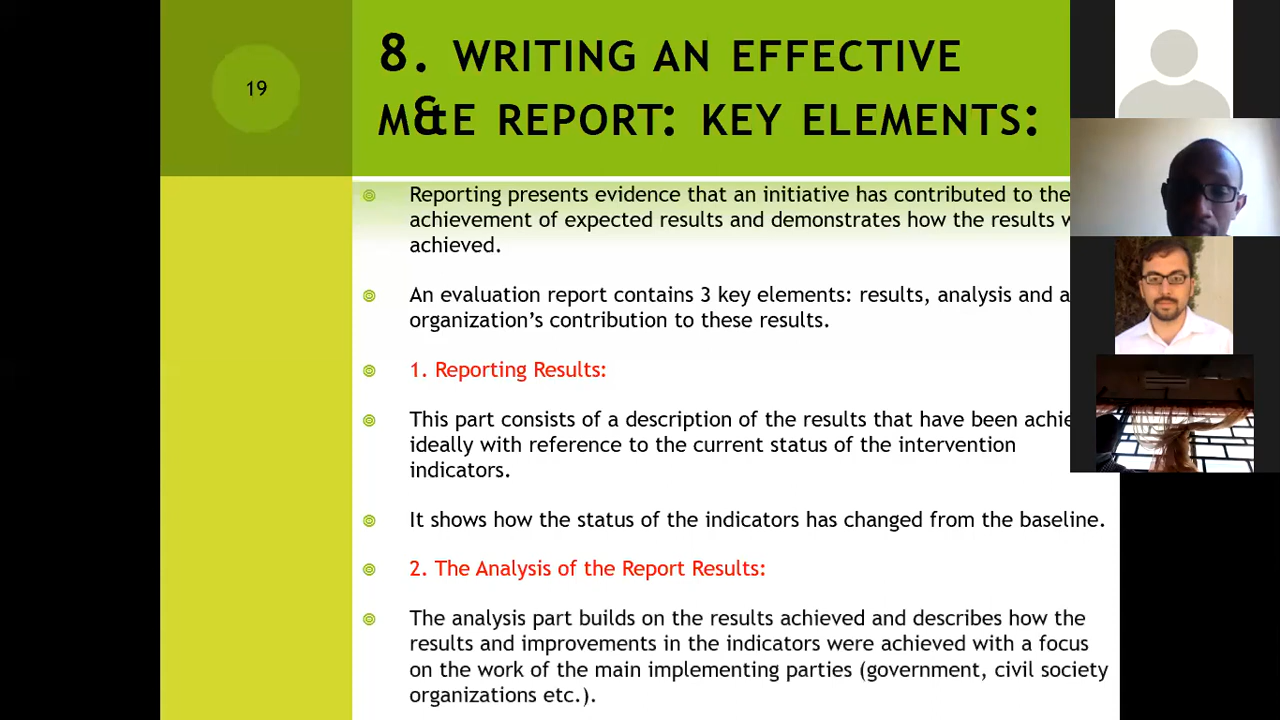 19
8. WRITING AN EFFECTIVE
M&E REPORT: KEY ELEMENTS:
Reporting presents evidence that an initiative has contributed to the
achievement of expected results and demonstrates how the results
achieved.
An evaluation report contains 3 key elements: results, analysis and
organization’s contribution to these results.
1. Reporting Results:
This part consists of a description of the results that have been
ideally with reference to the current status of the intervention
indicators.
It shows how the status of the indicators has changed from the baseline.
2. The Analysis of the Report Results:
The analysis part builds on the results achieved and describes how the
results and improvements in the indicators were achieved with a focus
on the work of the main implementing parties (government, civil society
organizations etc.).